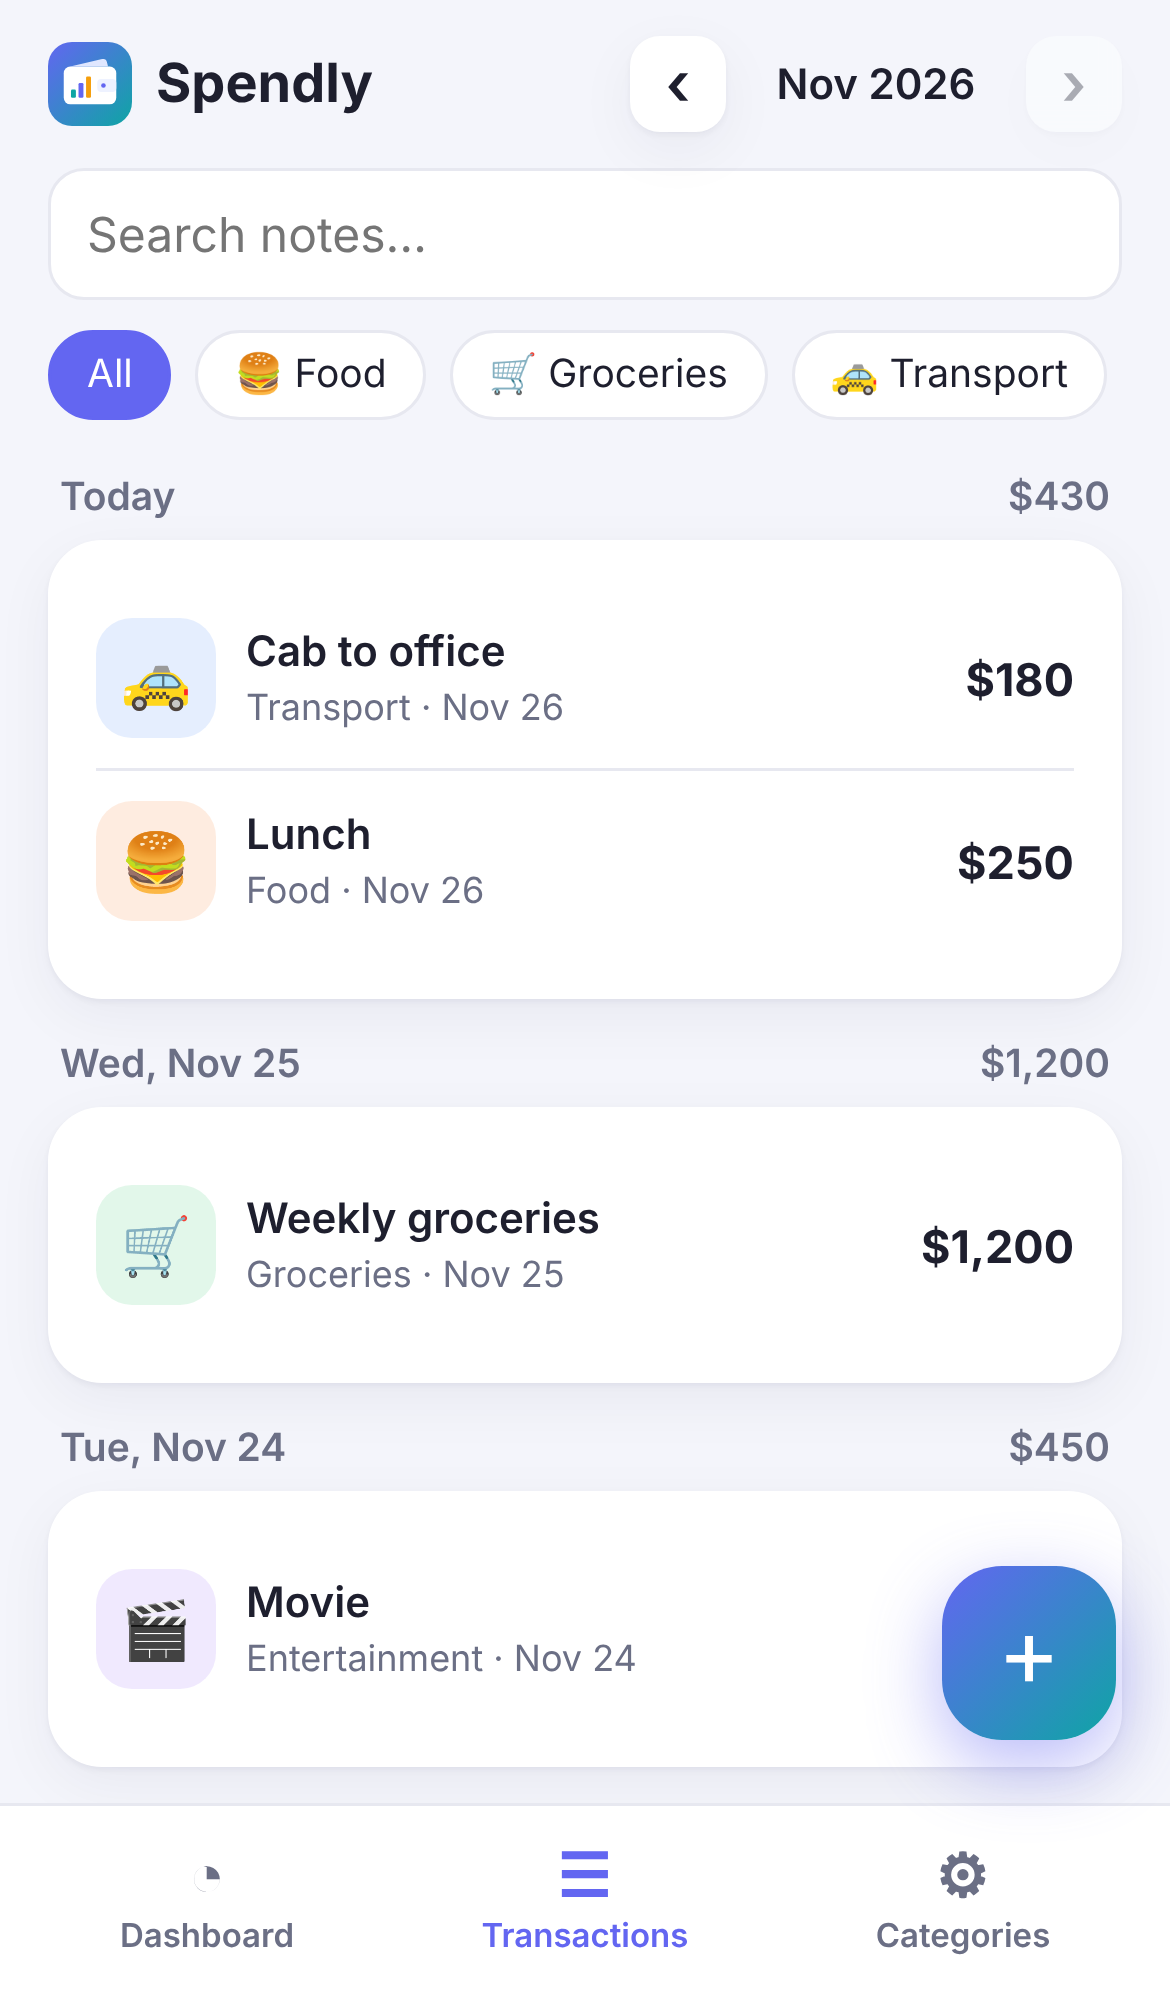 Spendly
Nov 2026
Search notes...
All
🍔 Food
🛒 Groceries
🚕 Transport
Today $430
Cab to office
Transport · Nov 26
$180
Lunch
Food · Nov 26
$250
Wed, Nov 25 $1,200
Weekly groceries
Groceries · Nov 25
$1,200
Tue, Nov 24 $450
Movie
Entertainment · Nov 24
+
Dashboard
Transactions
Categories